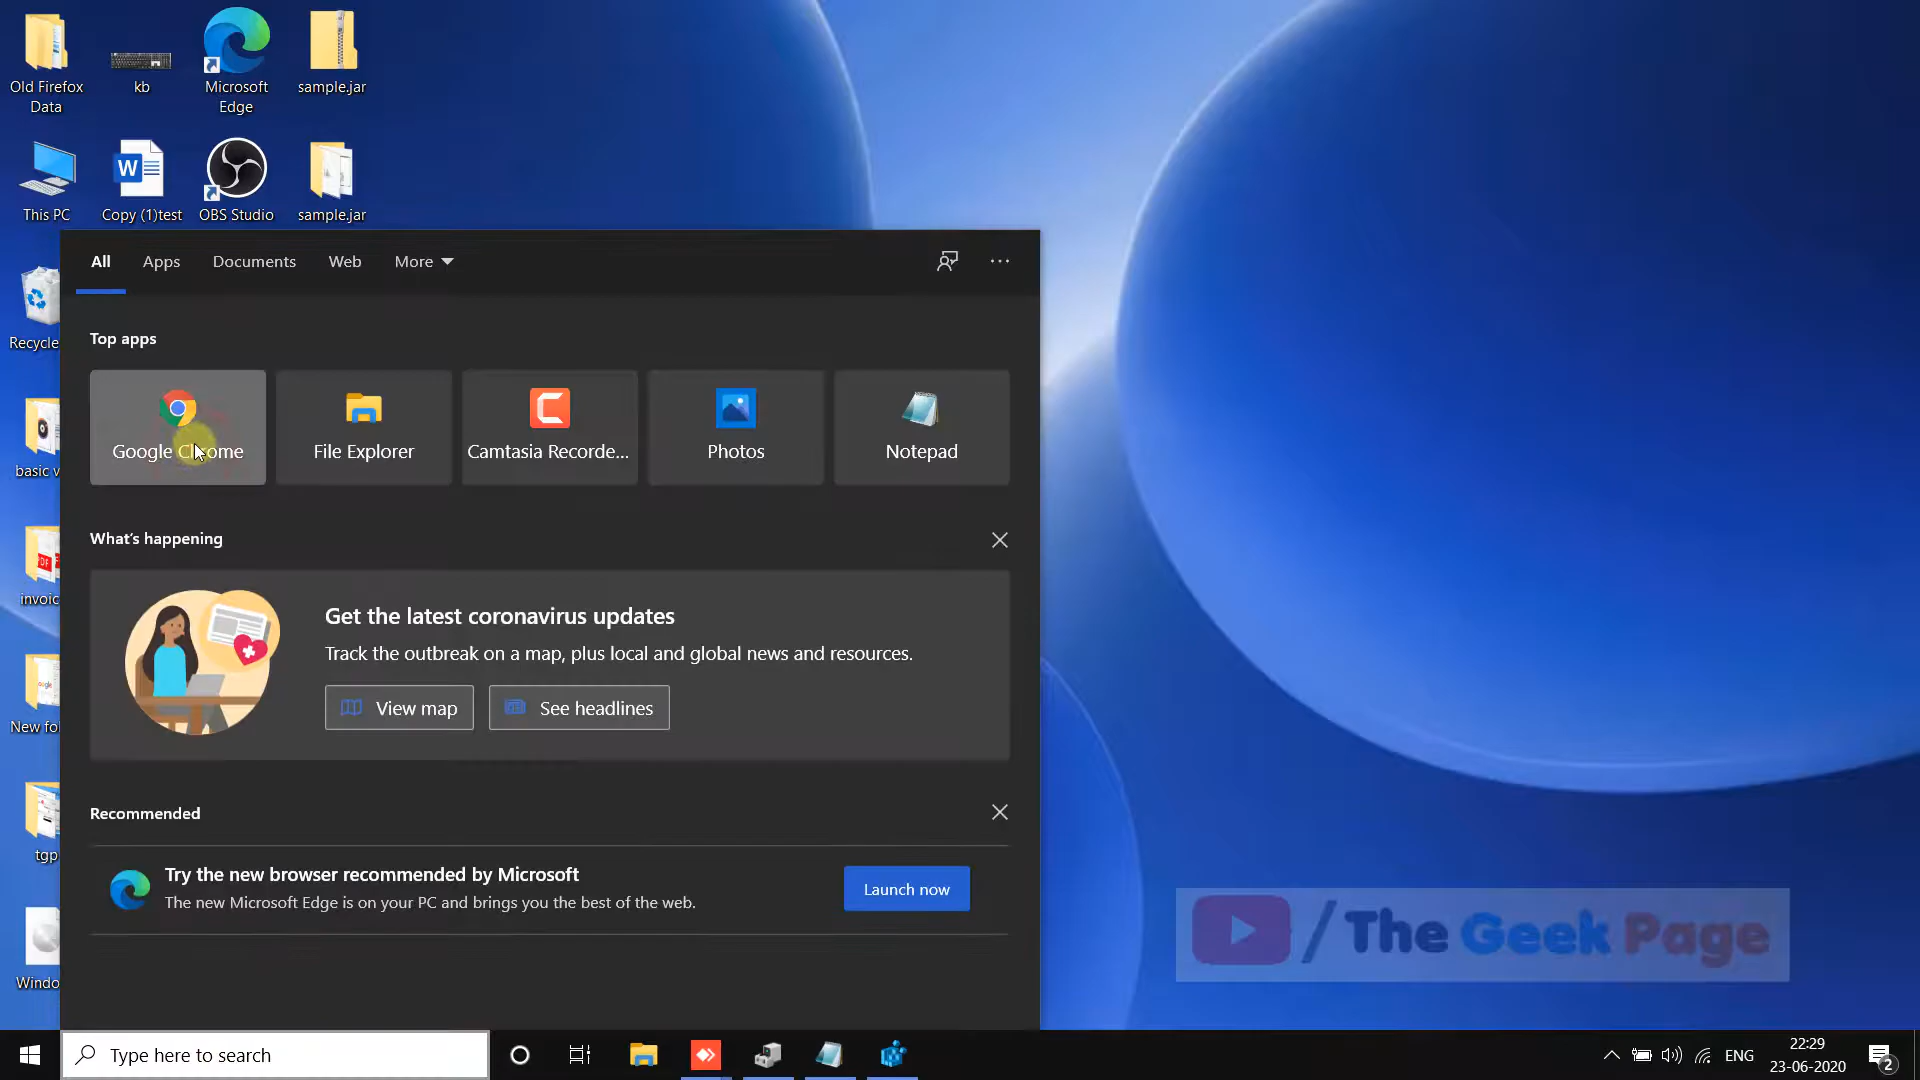 Old Firefox
Data
kb
Microsoft
Edge
sample.jar
This PC
Copy (1)test
OBS Studio
sample.jar
Recycle
basic v
invoic
New fo
tgp
Windo
All
Apps
Documents
Web
More
Top apps
Google Chrome
File Explorer
Camtasia Recorde...
Photos
Notepad
What's happening
Get the latest coronavirus updates
Track the outbreak on a map, plus local and global news and resources.
View map
See headlines
Recommended
Try the new browser recommended by Microsoft
The new Microsoft Edge is on your PC and brings you the best of the web.
Launch now
/ The Geek Page
Type here to search
ENG
22:29
23-06-2020
2